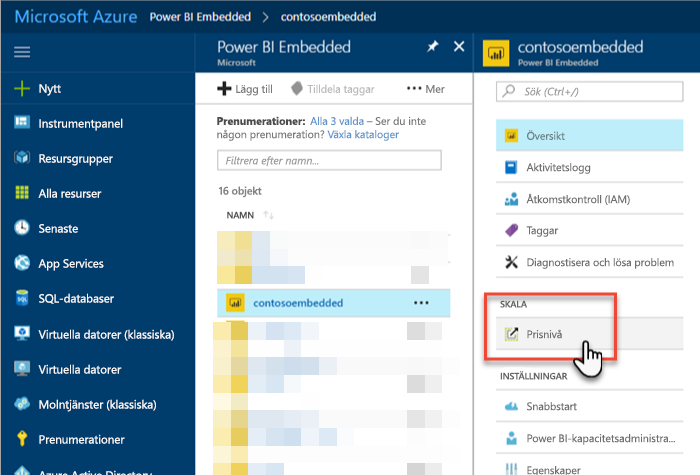 Microsoft Azure Power BI Embedded > contosoembedded
Nytt
Instrumentpanel
Resursgrupper
Alla resurser
Senaste
App Services
SQL-databaser
Virtuella datorer (klassiska)
Virtuella datorer
Molntjänster (klassiska)
Prenumerationer
Azure Active Directory
Power BI Embedded
Microsoft
Lägg till
Tilldela taggar
Mer
Prenumerationer: Alla 3 valda – Ser du inte
någon prenumeration? Växla kataloger
Filtrera efter namn...
16 objekt
NAMN
contosoembedded
contosoembedded
Power BI Embedded
Sök (Ctrl+/)
Översikt
Aktivitetslogg
Åtkomstkontroll (IAM)
Taggar
Diagnostisera och lösa problem
SKALA
Prisnivå
INSTÄLLNINGAR
Snabbstart
Power BI-kapacitetsadministra...
Egenskaper